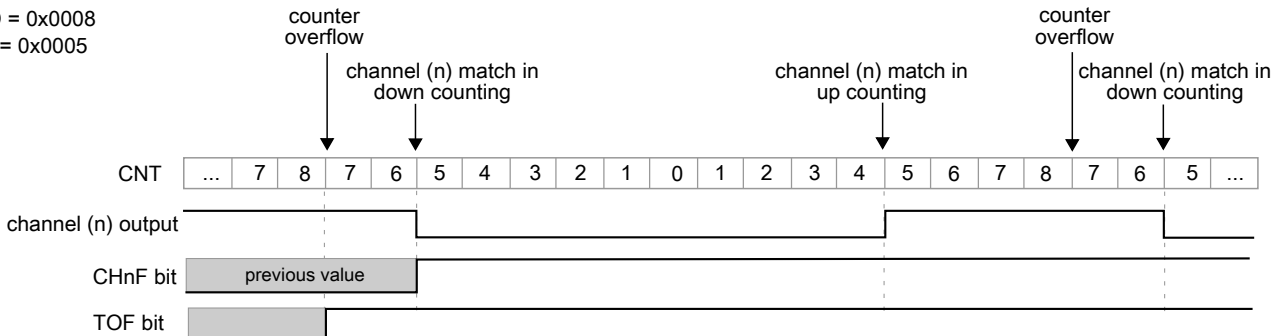 = 0x0008
= 0x0005
counter
overflow
counter
overflow
channel (n) match in
down counting
channel (n) match in
up counting
channel (n) match in
down counting
CNT ... 7 8 7 6 5 4 3 2 1 0 1 2 3 4 5 6 7 8 7 6 5 ...
channel (n) output
CHnF bit previous value
TOF bit